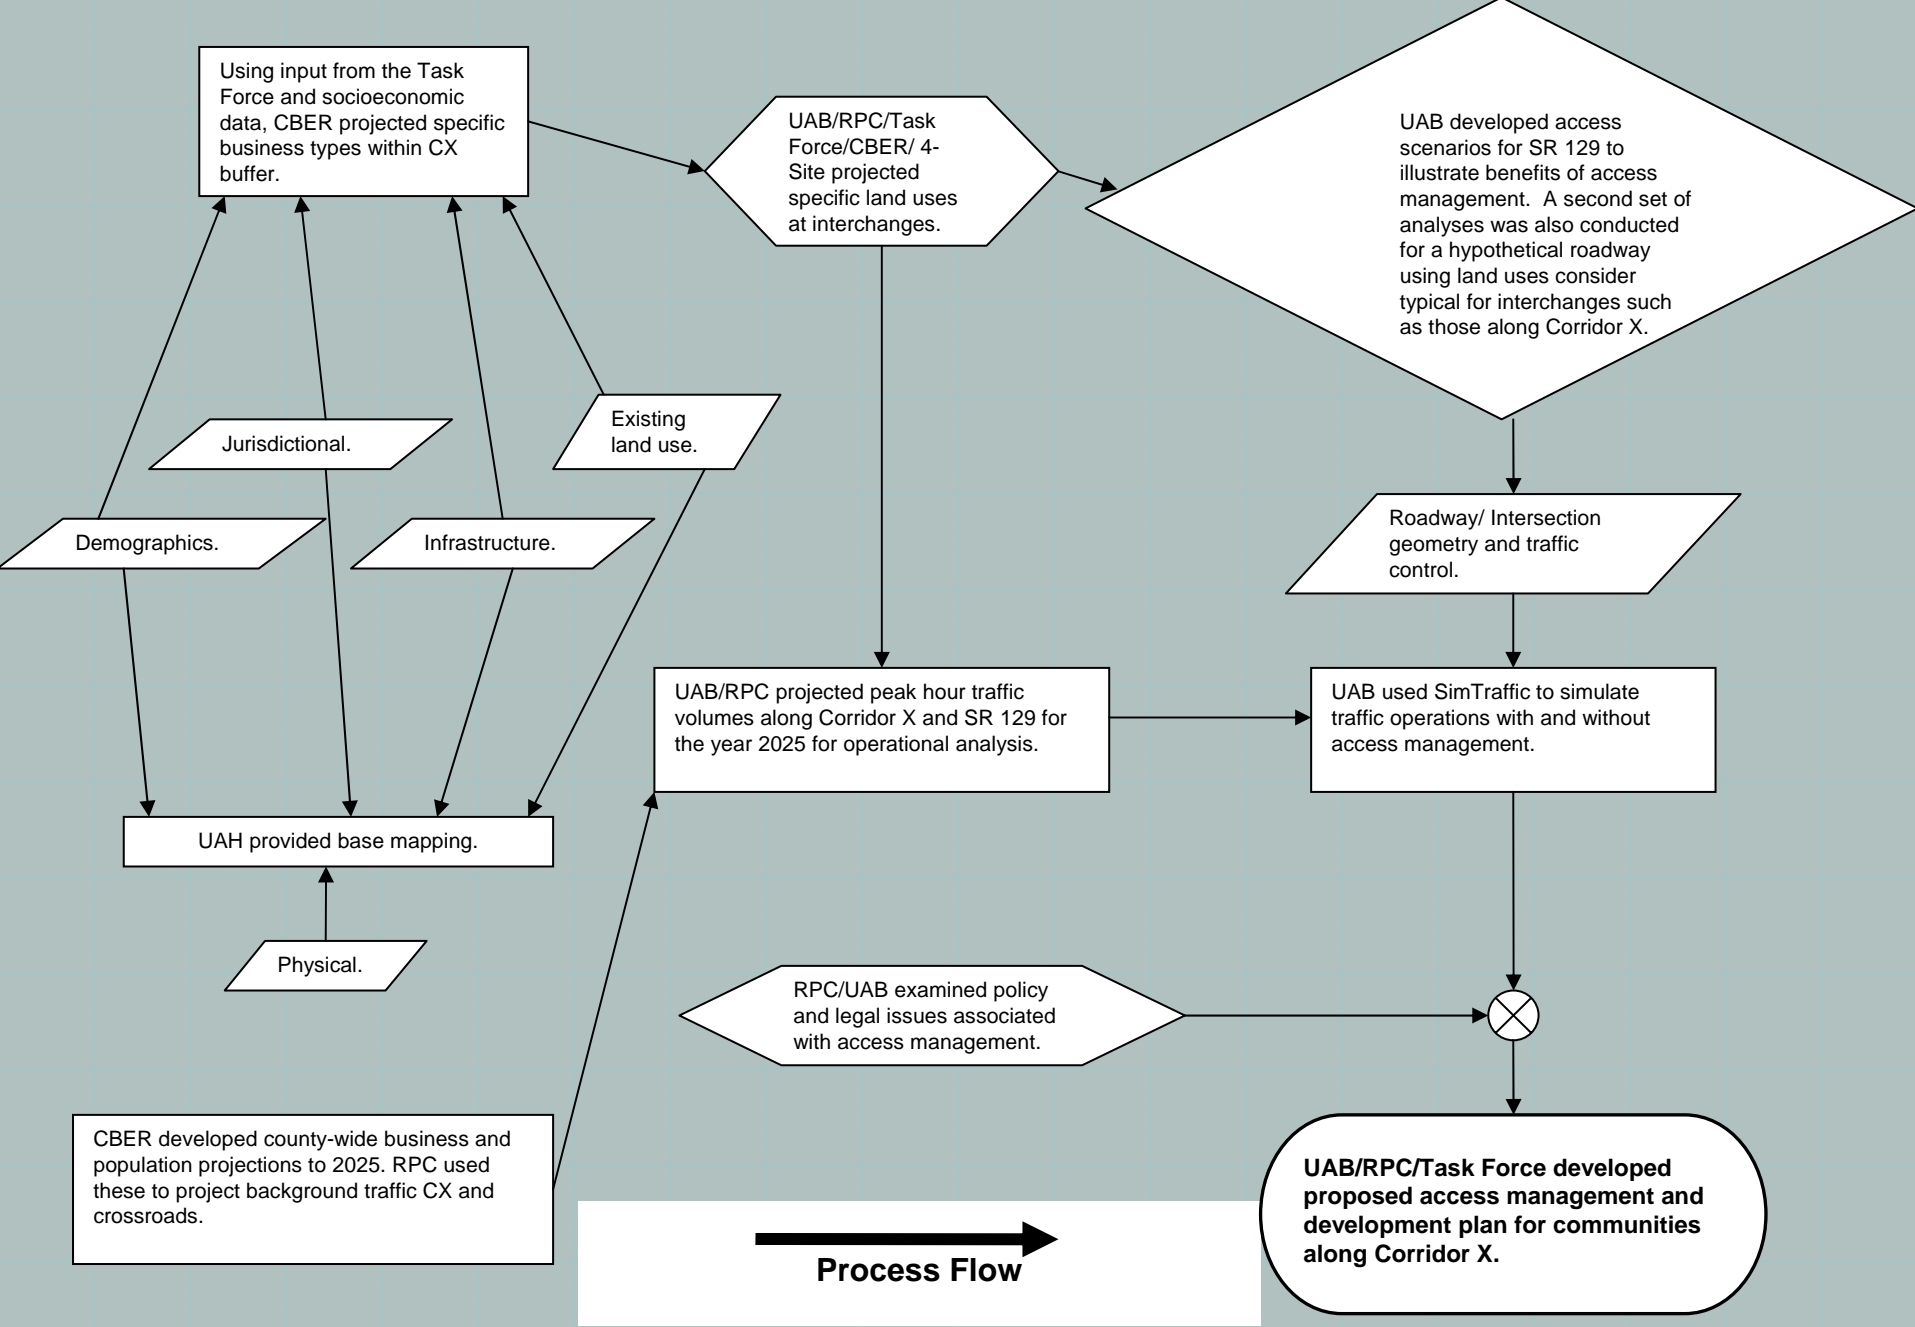 Using input from the Task
Force and socioeconomic
data, CBER projected specific
business types within CX
buffer.
UAB/RPC/Task
Force/CBER/ 4-
Site projected
specific land uses
at interchanges.
UAB developed access
scenarios for SR 129 to
illustrate benefits of access
management.  A second set of
analyses was also conducted
for a hypothetical roadway
using land uses consider
typical for interchanges such
as those along Corridor X.
Existing
land use.
Jurisdictional.
Demographics.
Infrastructure.
Roadway/ Intersection
geometry and traffic
control.
UAB/RPC projected peak hour traffic
volumes along Corridor X and SR 129 for
the year 2025 for operational analysis.
UAB used SimTraffic to simulate
traffic operations with and without
access management.
UAH provided base mapping.
Physical.
RPC/UAB examined policy
and legal issues associated
with access management.
CBER developed county-wide business and
population projections to 2025. RPC used
these to project background traffic CX and
crossroads.
Process Flow
UAB/RPC/Task Force developed
proposed access management and
development plan for communities
along Corridor X.